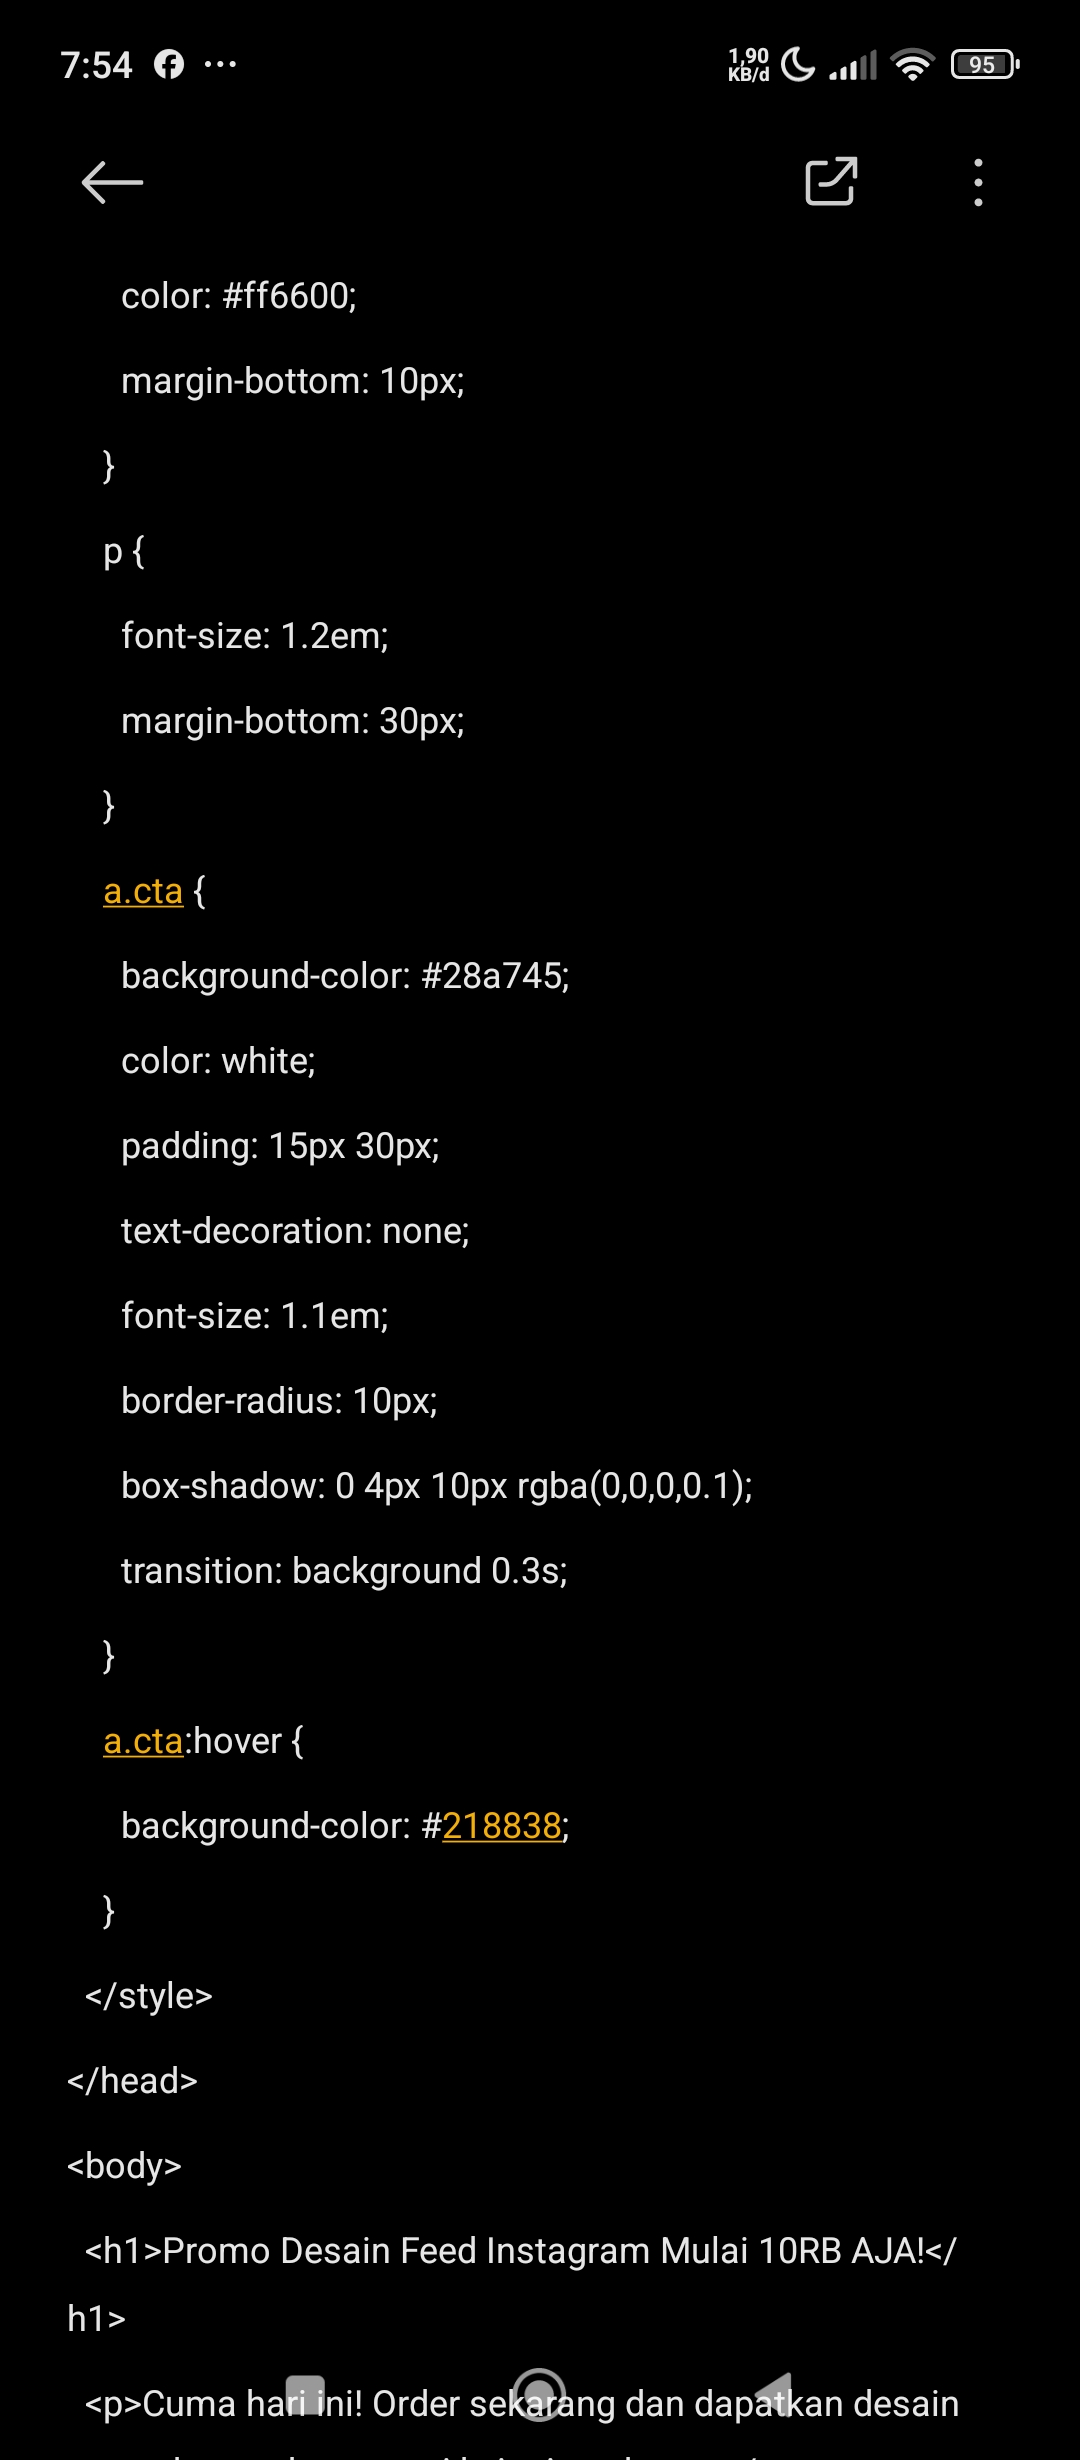 7:54
1,90
KB/d
95
color: #ff6600;
margin-bottom: 10px;
}
p {
font-size: 1.2em;
margin-bottom: 30px;
}
a.cta {
background-color: #28a745;
color: white;
padding: 15px 30px;
text-decoration: none;
font-size: 1.1em;
border-radius: 10px;
box-shadow: 0 4px 10px rgba(0,0,0,0.1);
transition: background 0.3s;
}
a.cta:hover {
background-color: #218838;
}
</style>
</head>
<body>
<h1>Promo Desain Feed Instagram Mulai 10RB AJA!</
h1>
<p>Cuma hari ini! Order sekarang dan dapatkan desain